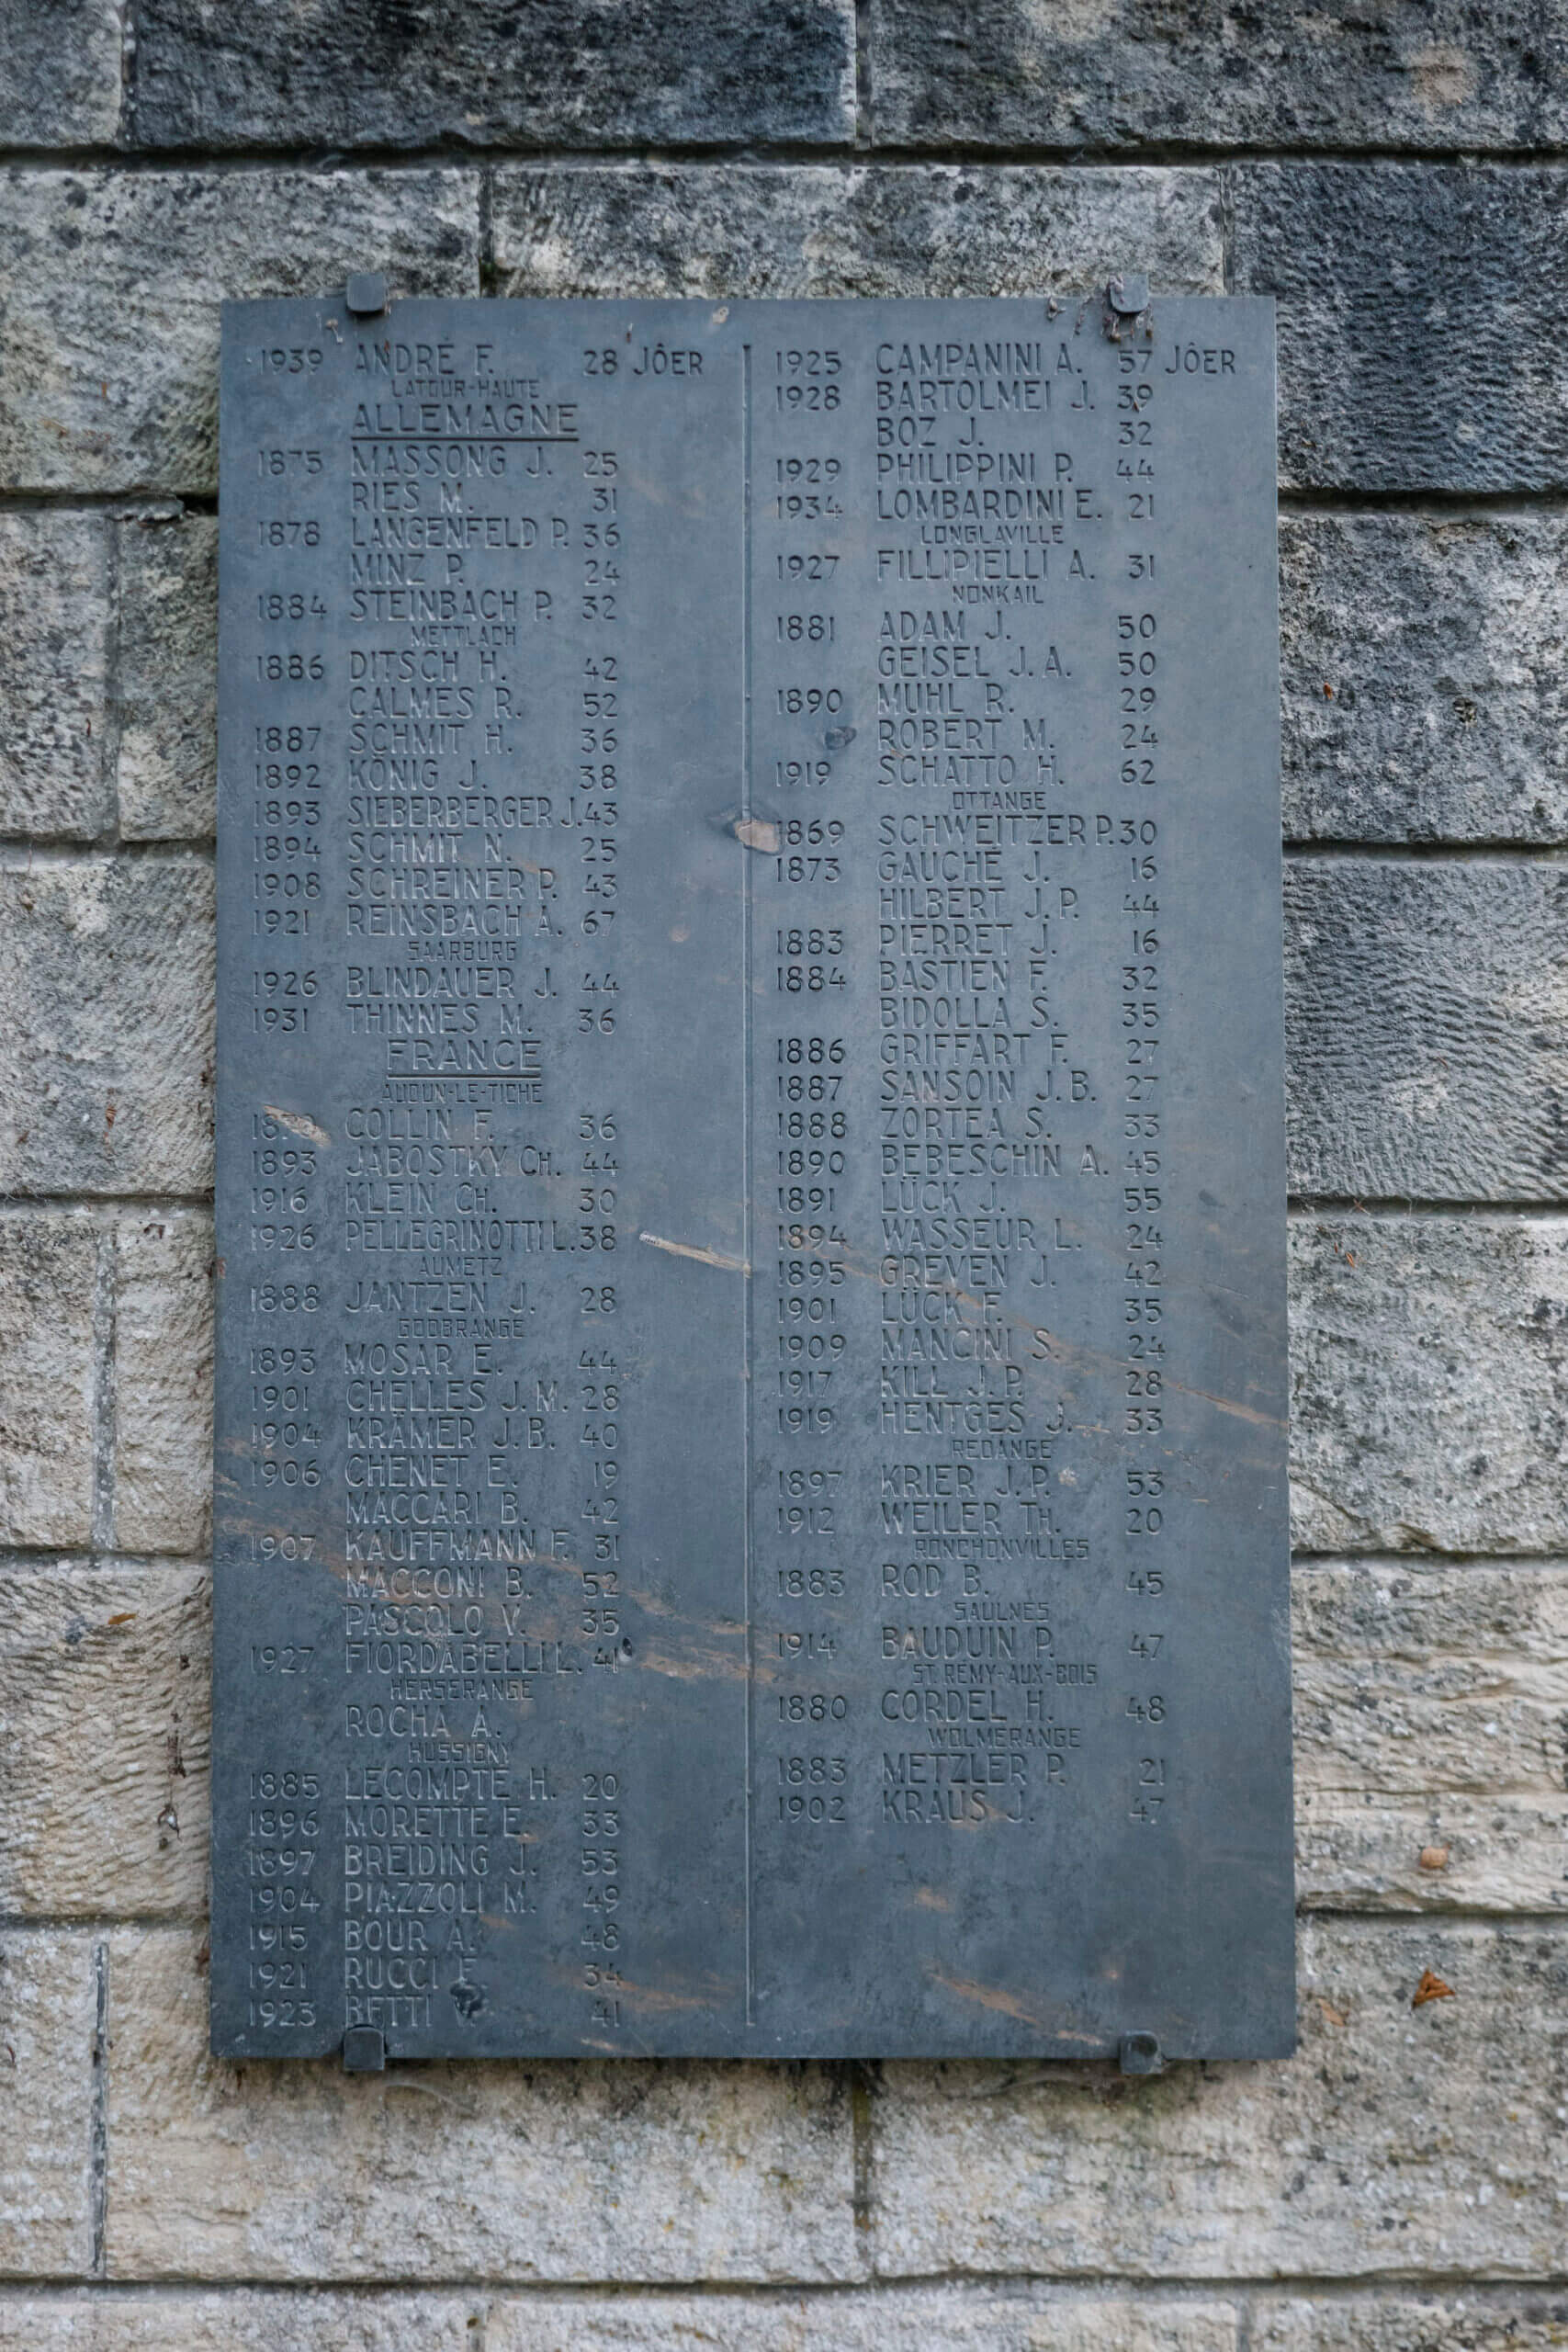 1939 ANDRÉ F. 28 JÔER
LATOUR-HAUTE
ALLEMAGNE
1875 MASSONG J. 25
RIES M. 31
1878 LANGENFELD P. 36
MINZ P. 24
1884 STEINBACH P. 32
METTLACH
1886 DITSCH H. 42
CALMES R. 52
1887 SCHMIT H. 36
1892 KÖNIG J. 38
1893 SIEBERBERGER J. 43
1894 SCHMIT N. 25
1908 SCHREINER P. 43
1921 REINSBACH A. 67
SAARBURG
1926 BLINDAUER J. 44
1931 THINNES M. 36
FRANCE
AUDUN-LE-TICHE
COLLIN F. 36
1893 JABOSTKY CH. 44
1916 KLEIN CH. 30
1926 PELLEGRINOTTI L. 38
AUMETZ
1888 JANTZEN J. 28
GODBRANGE
1893 MOSAR E. 44
1901 CHELLES J.M. 28
1904 KRÄMER J.B. 40
1906 CHENET E. 19
MACCARI B. 42
1907 KAUFFMANN F. 31
MACCONI B. 52
PASCOLO V. 35
1927 FIORDABELLI L. 41
HERSERANGE
ROCHA A.
HUSSIGNY
1885 LECOMPTE H. 20
1896 MORETTE E. 33
1897 BREIDING J. 53
1904 PIAZZOLI M. 49
1915 BOUR A. 48
1921 RUCCI F. 34
1923 BETTI V. 41
1925 CAMPANINI A. 57 JÔER
1928 BARTOLMEI J. 39
BOZ J. 32
1929 PHILIPPINI P. 44
1934 LOMBARDINI E. 21
LONGLAVILLE
1927 FILLIPIELLI A. 31
NONKAIL
1881 ADAM J. 50
GEISEL J.A. 50
1890 MUHL R. 29
ROBERT M. 24
1919 SCHATTO H. 62
OTTANGE
1869 SCHWEITZER P. 30
1873 GAUCHE J. 16
HILBERT J.P. 44
1883 PIERRET J. 16
1884 BASTIEN F. 32
BIDOLLA S. 35
1886 GRIFFART F. 27
1887 SANSOIN J.B. 27
1888 ZORTEA S. 33
1890 BEBESCHIN A. 45
1891 LÜCK J. 55
1894 WASSEUR L. 24
1895 GREVEN J. 42
1901 LÜCK F. 35
1909 MANCINI S. 24
1917 KILL J.P. 28
1919 HENTGES J. 33
REDANGE
1897 KRIER J.P. 53
1912 WEILER TH. 20
RONCHONVILLES
1883 ROD B. 45
SAULNES
1914 BAUDUIN P. 47
ST. REMY-AUX-BOIS
1880 CORDEL H. 48
WOLMERANGE
1883 METZLER P. 21
1902 KRAUS J. 47